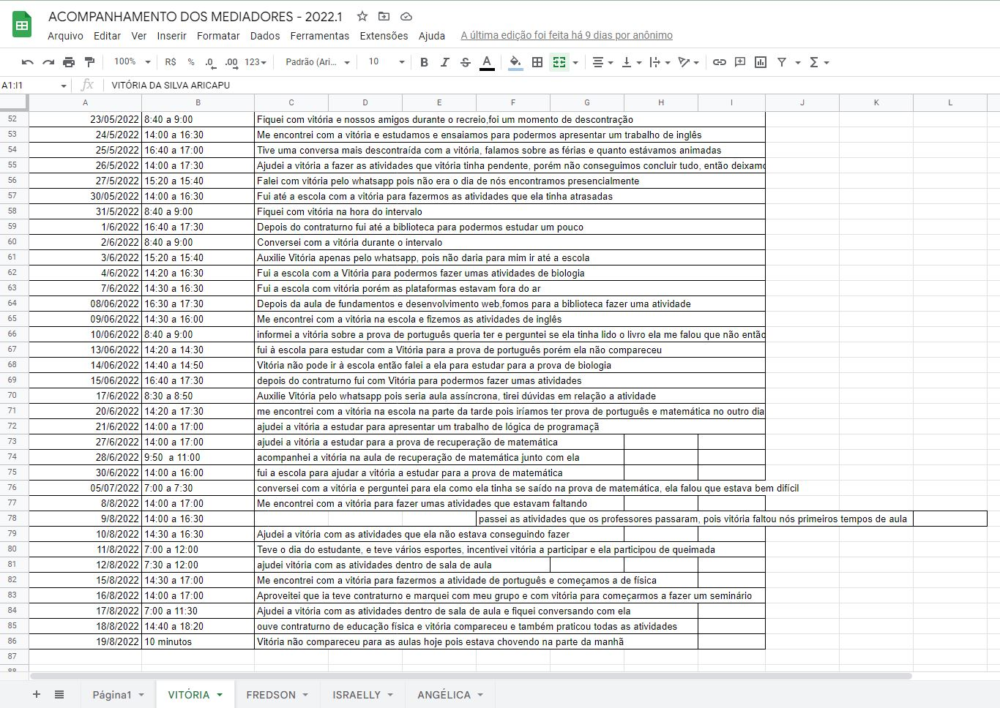 ACOMPANHAMENTO DOS MEDIADORES - 2022.1
Arquivo Editar Ver Inserir Formatar Dados Ferramentas Extensões Ajuda A última edição foi feita há 9 dias por anônimo
100% R$ % .0 .00 123 Padrão (Ari... 10 B I S A
A1:I1 fx VITÓRIA DA SILVA ARICAPU
A B C D E F G H I J K L
52 23/05/2022 8:40 a 9:00 Fiquei com vitória e nossos amigos durante o recreio,foi um momento de descontração
53 24/5/2022 14:00 a 16:30 Me encontrei com a vitória e estudamos e ensaiamos para podermos apresentar um trabalho de inglês
54 25/5/2022 16:40 a 17:00 Tive uma conversa mais descontraída com a vitória, falamos sobre as férias e quanto estávamos animadas
55 26/5/2022 14:00 a 17:30 Ajudei a vitória a fazer as atividades que vitória tinha pendente, porém não conseguimos concluir tudo, então deixamo
56 27/5/2022 15:20 a 15:40 Falei com vitória pelo whatsapp pois não era o dia de nós encontramos presencialmente
57 30/05/2022 14:00 a 16:30 Fui até a escola com a vitória para fazermos as atividades que ela tinha atrasadas
58 31/5/2022 8:40 a 9:00 Fiquei com vitória na hora do intervalo
59 1/6/2022 16:40 a 17:30 Depois do contraturno fui até a biblioteca para podermos estudar um pouco
60 2/6/2022 8:40 a 9:00 Conversei com a vitória durante o intervalo
61 3/6/2022 15:20 a 15:40 Auxilie Vitória apenas pelo whatsapp, pois não daria para mim ir até a escola
62 4/6/2022 14:20 a 16:30 Fui a escola com a Vitória para podermos fazer umas atividades de biologia
63 7/6/2022 14:30 a 16:30 Fui a escola com vitória porém as plataformas estavam fora do ar
64 08/06/2022 16:30 a 17:30 Depois da aula de fundamentos e desenvolvimento web,fomos para a biblioteca fazer uma atividade
65 09/06/2022 14:30 a 16:00 Me encontrei com a vitória na escola e fizemos as atividades de inglês
66 10/06/2022 8:40 a 9:00 informei a vitória sobre a prova de português queria ter e perguntei se ela tinha lido o livro ela me falou que não então
67 13/06/2022 14:20 a 14:30 fui à escola para estudar com a Vitória para a prova de português porém ela não compareceu
68 14/06/2022 14:40 a 14:50 Vitória não pode ir à escola então falei a ela para estudar para a prova de biologia
69 15/06/2022 16:40 a 17:30 depois do contraturno fui com Vitória para podermos fazer umas atividades
70 17/6/2022 8:30 a 8:50 Auxilie Vitória pelo whatsapp pois seria aula assíncrona, tirei dúvidas em relação a atividade
71 20/6/2022 14:20 a 17:30 me encontrei com a vitória na escola na parte da tarde pois iríamos ter prova de português e matemática no outro dia
72 21/6/2022 14:00 a 17:00 ajudei a vitória a estudar para apresentar um trabalho de lógica de programaçã
73 27/6/2022 14:00 a 17:00 ajudei a vitória a estudar para a prova de recuperação de matemática
74 28/6/2022 9:50 a 11:00 acompanhei a vitória na aula de recuperação de matemática junto com ela
75 30/6/2022 14:00 a 16:00 fui a escola para ajudar a vitória a estudar para a prova de matemática
76 05/07/2022 7:00 a 7:30 conversei com a vitória e perguntei para ela como ela tinha se saído na prova de matemática, ela falou que estava bem difícil
77 8/8/2022 14:00 a 17:00 Me encontrei com a vitória para fazer umas atividades que estavam faltando
78 9/8/2022 14:00 a 16:30 passei as atividades que os professores passaram, pois vitória faltou nós primeiros tempos de aula
79 10/8/2022 14:30 a 16:30 Ajudei a vitória com as atividades que ela não estava conseguindo fazer
80 11/8/2022 7:00 a 12:00 Teve o dia do estudante, e teve vários esportes, incentivei vitória a participar e ela participou de queimada
81 12/8/2022 7:30 a 12:00 ajudei vitória com as atividades dentro de sala de aula
82 15/8/2022 14:30 a 17:00 Me encontrei com a vitória para fazermos a atividade de português e começamos a de física
83 16/8/2022 14:00 a 17:00 Aproveitei que ia teve contraturno e marquei com meu grupo e com vitória para começarmos a fazer um seminário
84 17/8/2022 7:00 a 11:30 Ajudei a vitória com as atividades dentro de sala de aula e fiquei conversando com ela
85 18/8/2022 14:40 a 18:20 ouve contraturno de educação física e vitória compareceu e também praticou todas as atividades
86 19/8/2022 10 minutos Vitória não compareceu para as aulas hoje pois estava chovendo na parte da manhã
87
88
Página1 VITÓRIA FREDSON ISRAELLY ANGÉLICA